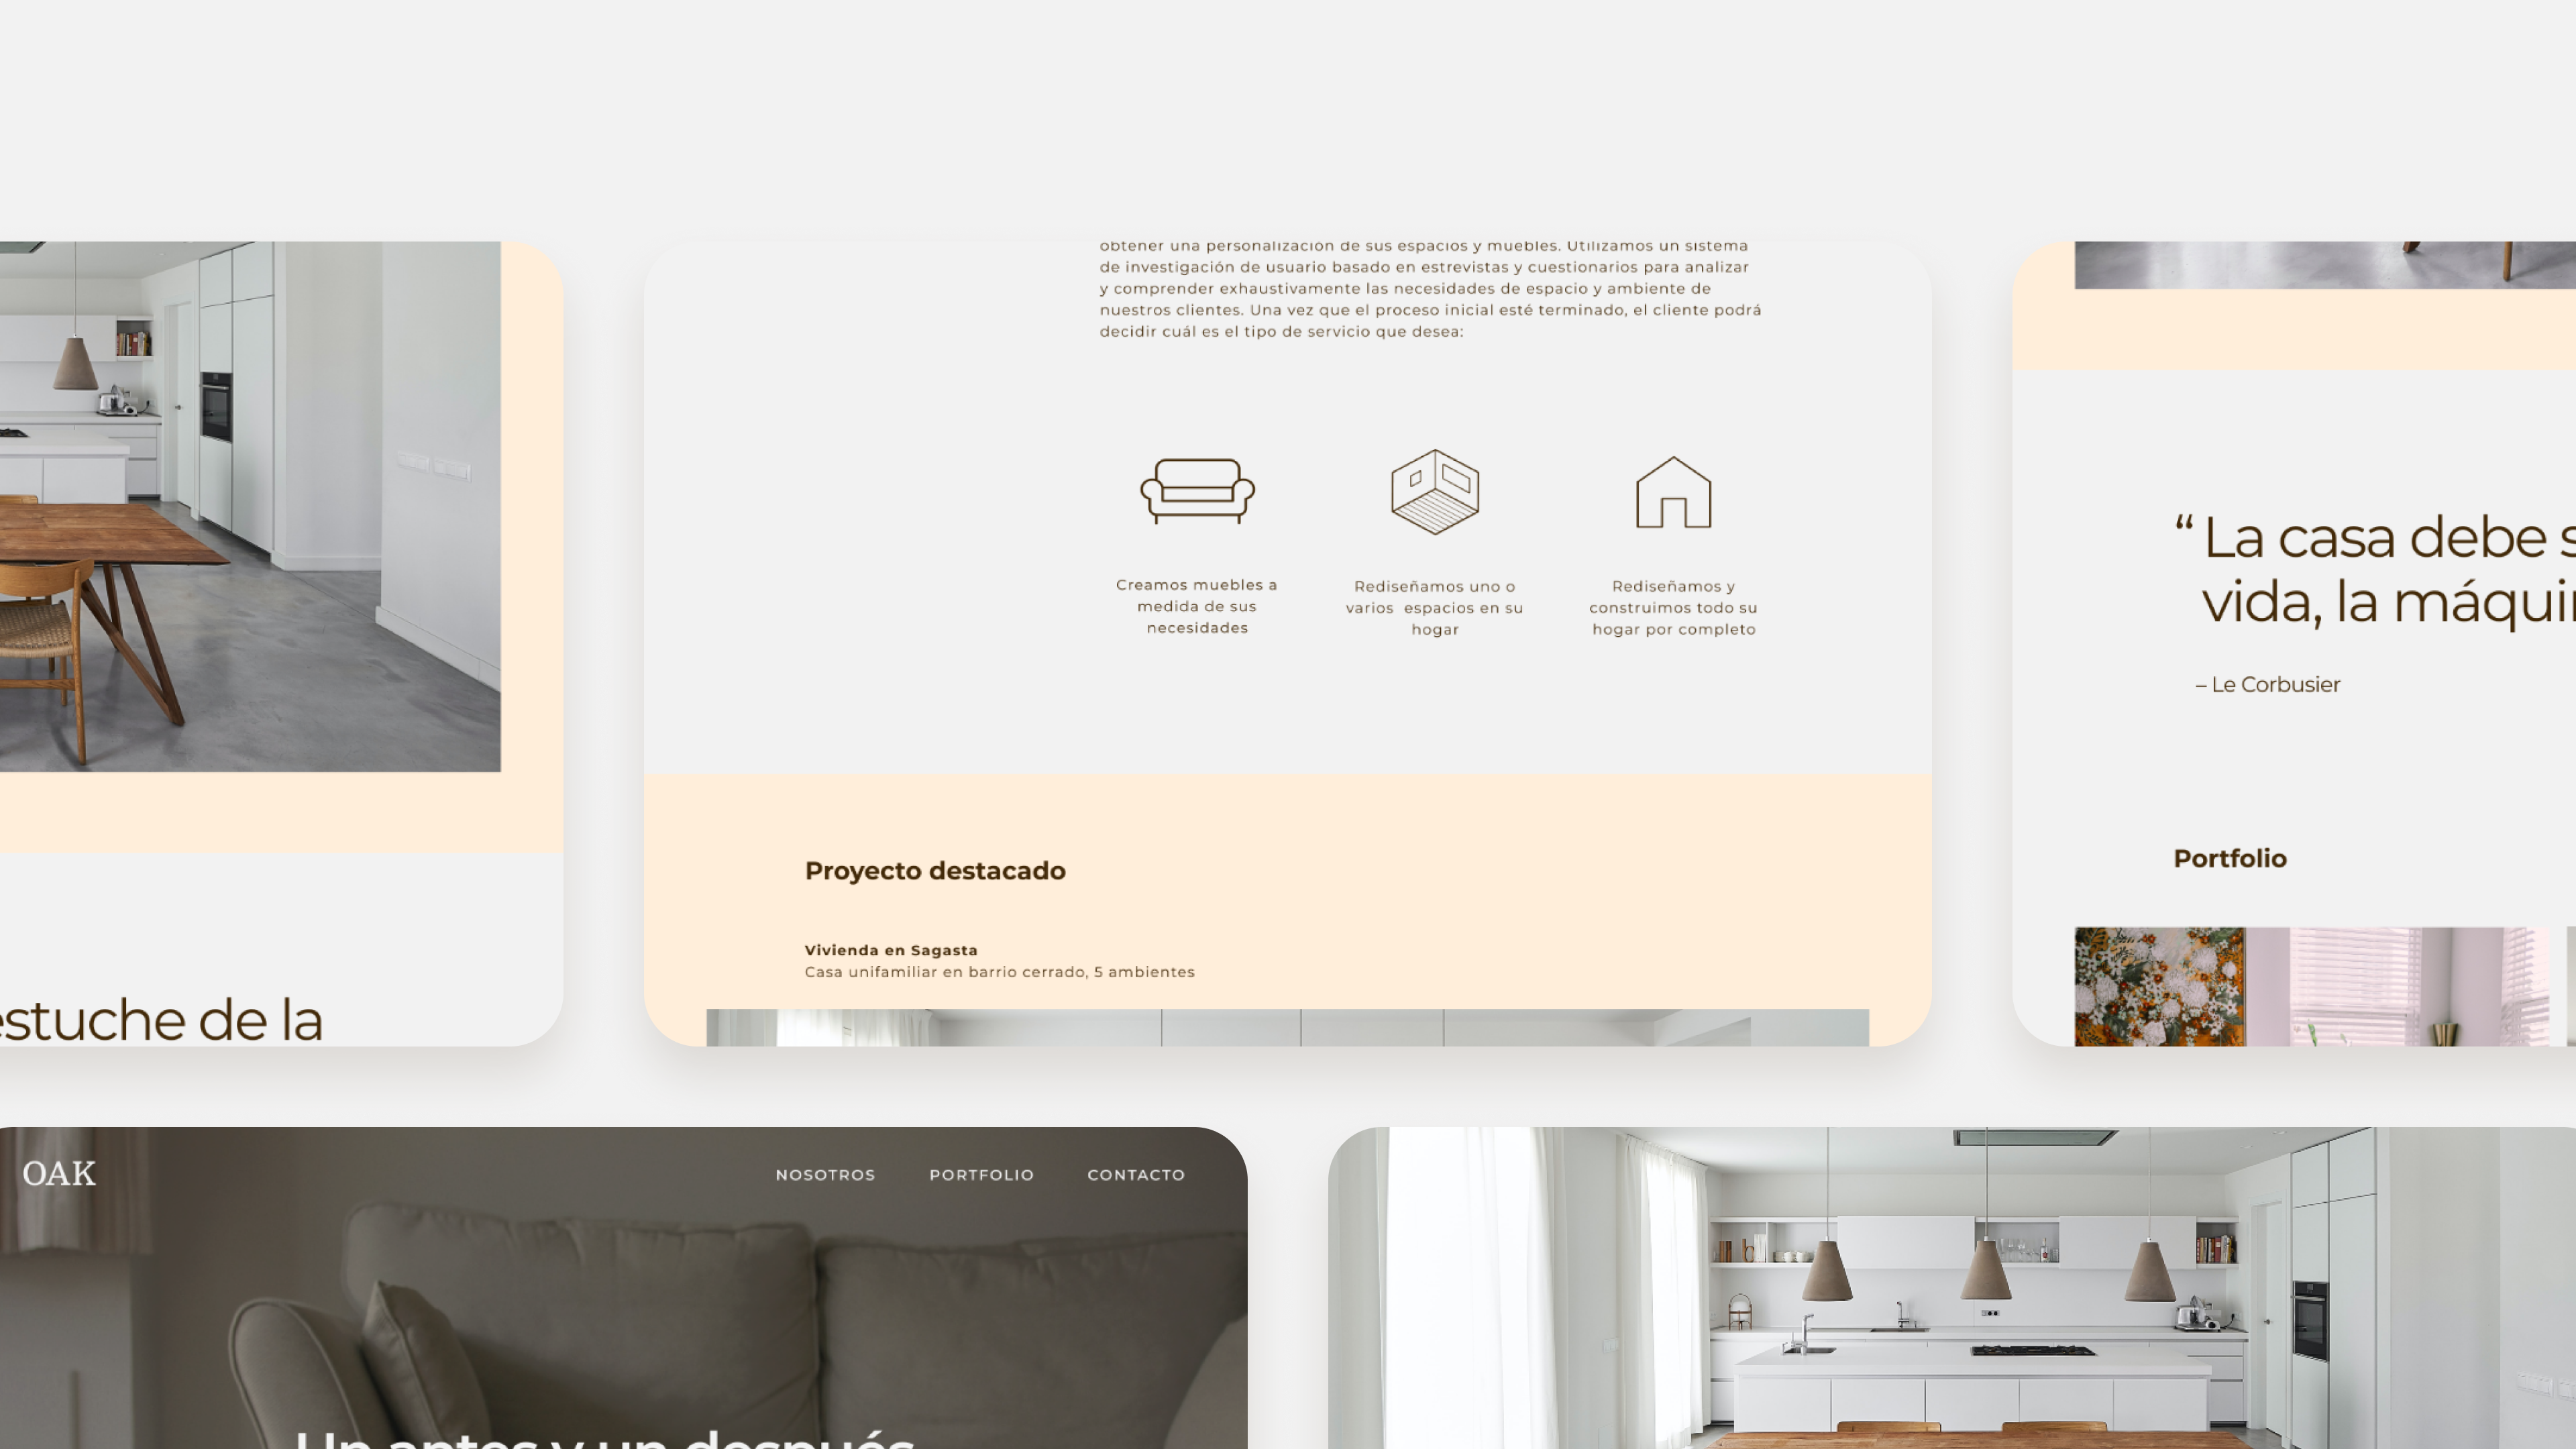 obtener una personalización de sus espacios y muebles. Utilizamos un sistema
de investigación de usuario basado en estrevistas y cuestionarios para analizar
y comprender exhaustivamente las necesidades de espacio y ambiente de
nuestros clientes. Una vez que el proceso inicial esté terminado, el cliente podrá
decidir cuál es el tipo de servicio que desea:
Creamos muebles a
medida de sus
necesidades
Rediseñamos uno o
varios espacios en su
hogar
Rediseñamos y
construimos todo su
hogar por completo
Proyecto destacado
Vivienda en Sagasta
Casa unifamiliar en barrio cerrado, 5 ambientes
estuche de la
“ La casa debe s
vida, la máqui
– Le Corbusier
Portfolio
OAK
NOSOTROS PORTFOLIO CONTACTO
Un antes y un después